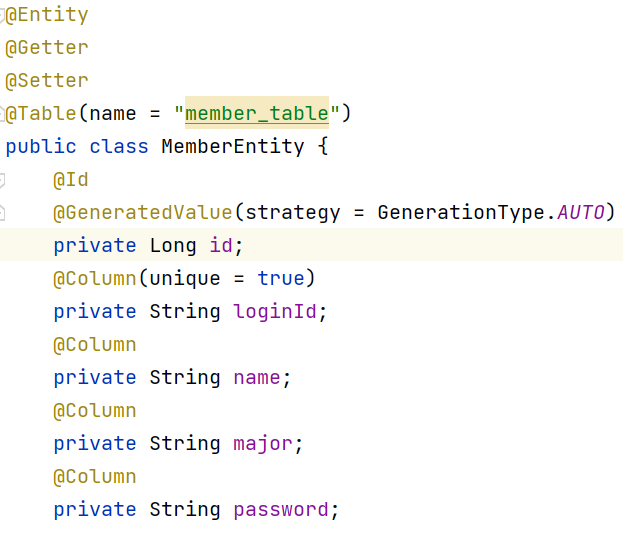 @Entity
@Getter
@Setter
@Table(name = "member_table")
public class MemberEntity {
    @Id
    @GeneratedValue(strategy = GenerationType.AUTO)
    private Long id;
    @Column(unique = true)
    private String loginId;
    @Column
    private String name;
    @Column
    private String major;
    @Column
    private String password;